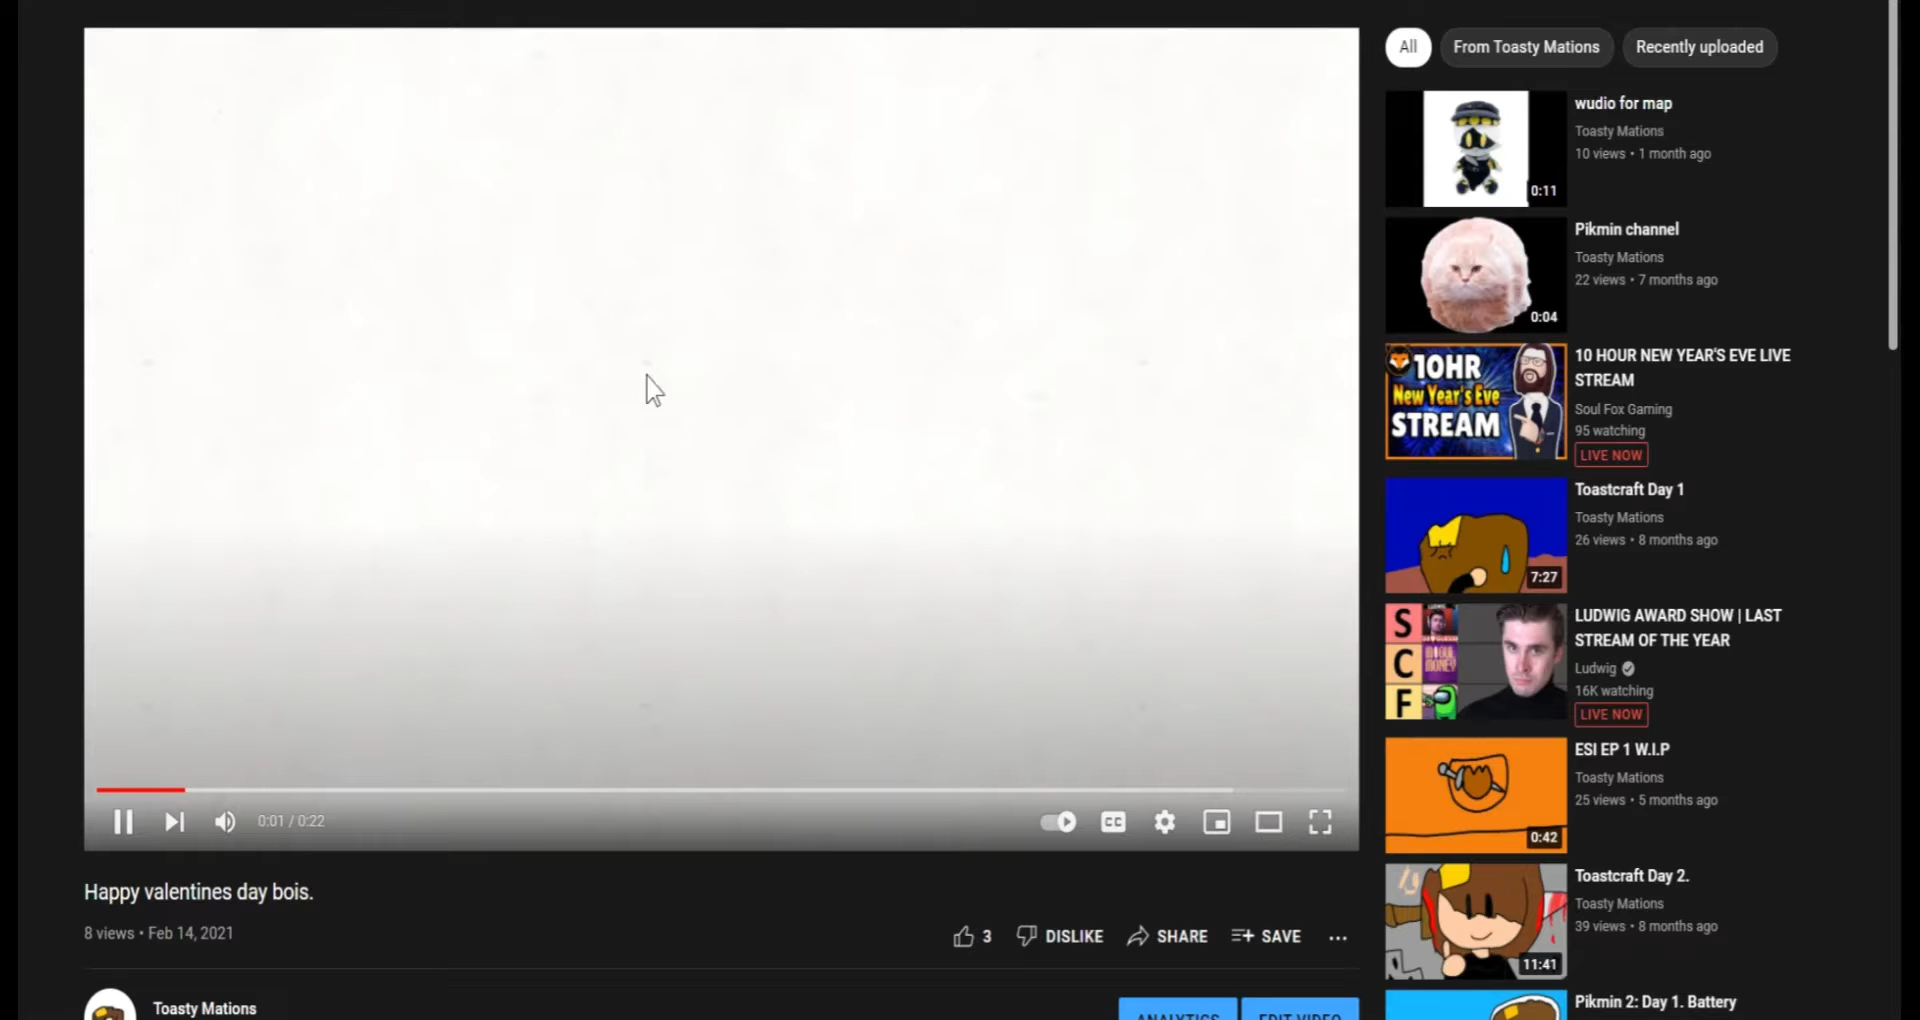 All
From Toasty Mations
Recently uploaded
wudio for map
Toasty Mations
10 views • 1 month ago
0:11
Pikmin channel
Toasty Mations
22 views • 7 months ago
0:04
10HR
New Year's Eve
STREAM
10 HOUR NEW YEAR'S EVE LIVE
STREAM
Soul Fox Gaming
95 watching
LIVE NOW
Toastcraft Day 1
Toasty Mations
26 views • 8 months ago
7:27
S
C
F
MOGUL
MONEY
LUDWIG AWARD SHOW | LAST
STREAM OF THE YEAR
Ludwig
16K watching
LIVE NOW
ESI EP 1 W.I.P
Toasty Mations
25 views • 5 months ago
0:42
Toastcraft Day 2.
Toasty Mations
39 views • 8 months ago
11:41
Pikmin 2: Day 1. Battery
0:01 / 0:22
CC
Happy valentines day bois.
8 views • Feb 14, 2021
3
DISLIKE
SHARE
SAVE
Toasty Mations
ANALYTICS
EDIT VIDEO